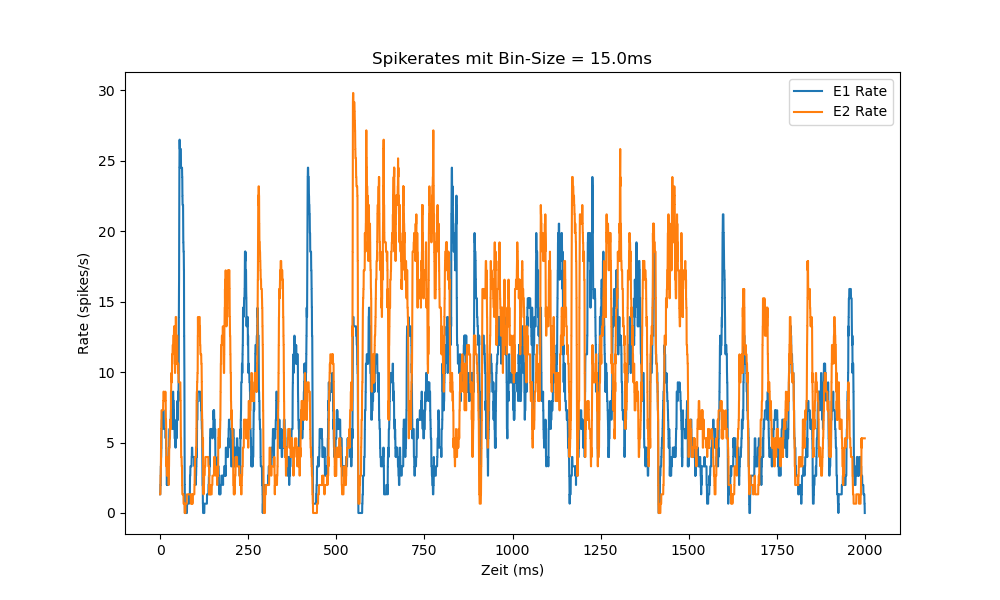 Spikerates mit Bin-Size = 15.0ms
E1 Rate
E2 Rate
Rate (spikes/s)
30
25
20
15
10
5
0
0 250 500 750 1000 1250 1500 1750 2000
Zeit (ms)